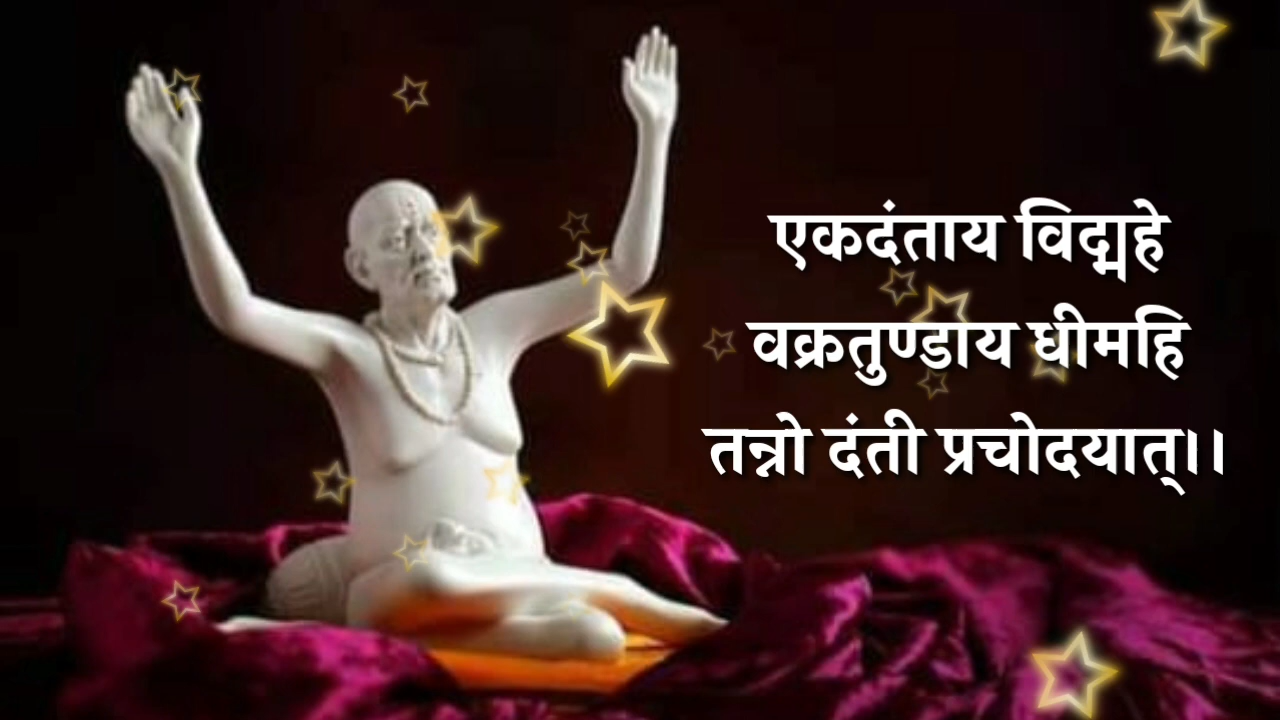 एकदंताय विद्महे
वक्रतुण्डाय धीमहि
तन्नो दंती प्रचोदयात्।।